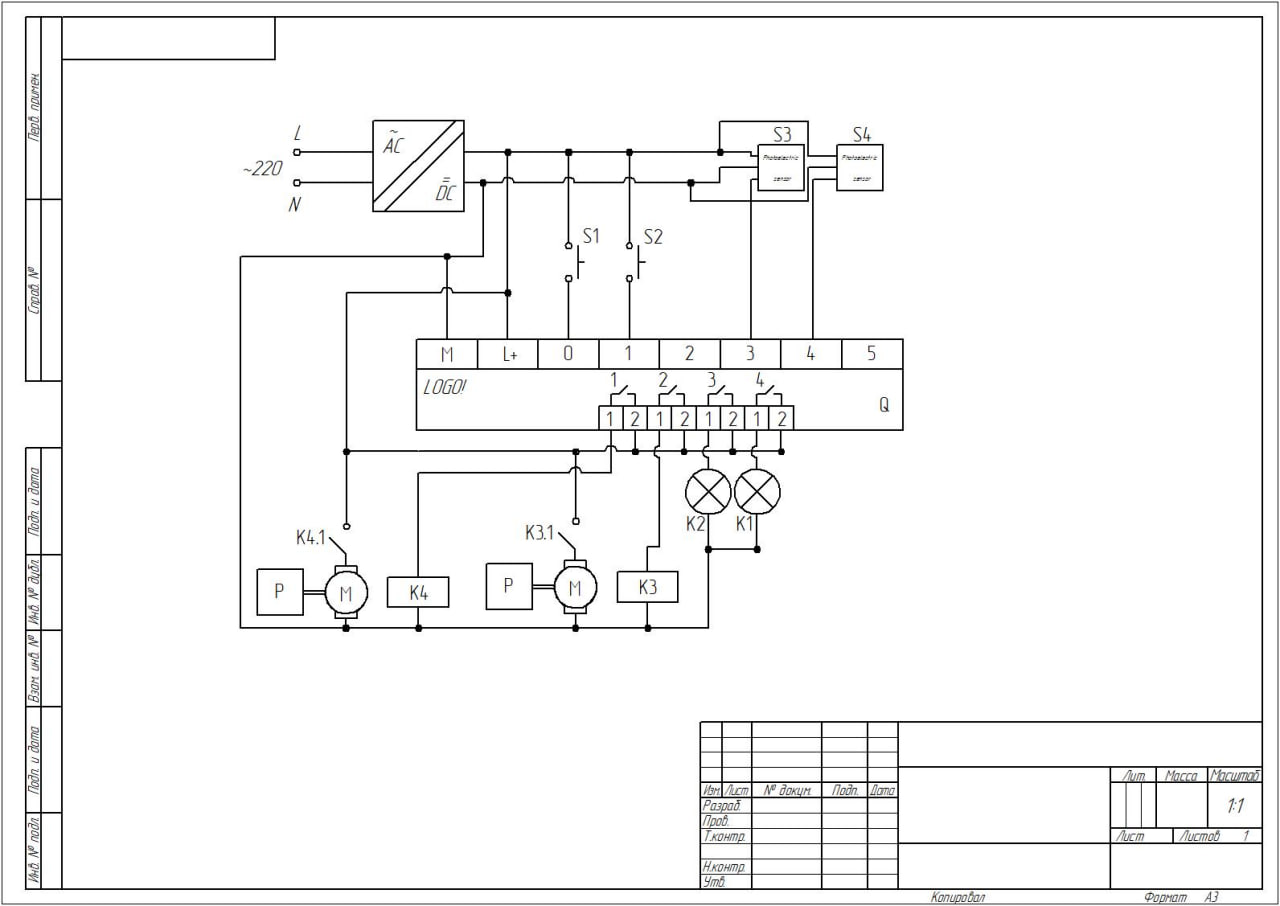 Перв. примен.
Справ. №
Подп. и дата
Инв. № дубл.
Взам. инв. №
Подп. и дата
Инв. № подл.
L
~220
N
~
AC
=
DC
S3
S4
Photoelectric
sensor
Photoelectric
sensor
S1
S2
M
L+
0
1
2
3
4
5
LOGO!
1
2
3
4
Q
1
2
1
2
1
2
1
2
K2
K1
K4.1
K3.1
P
M
K4
P
M
K3
Изм.
Лист
№ докум.
Подп.
Дата
Разраб.
Пров.
Т.контр.
Н.контр.
Утв.
Лит.
Масса
Масштаб
1:1
Лист
Листов 1
Копировал
Формат А3